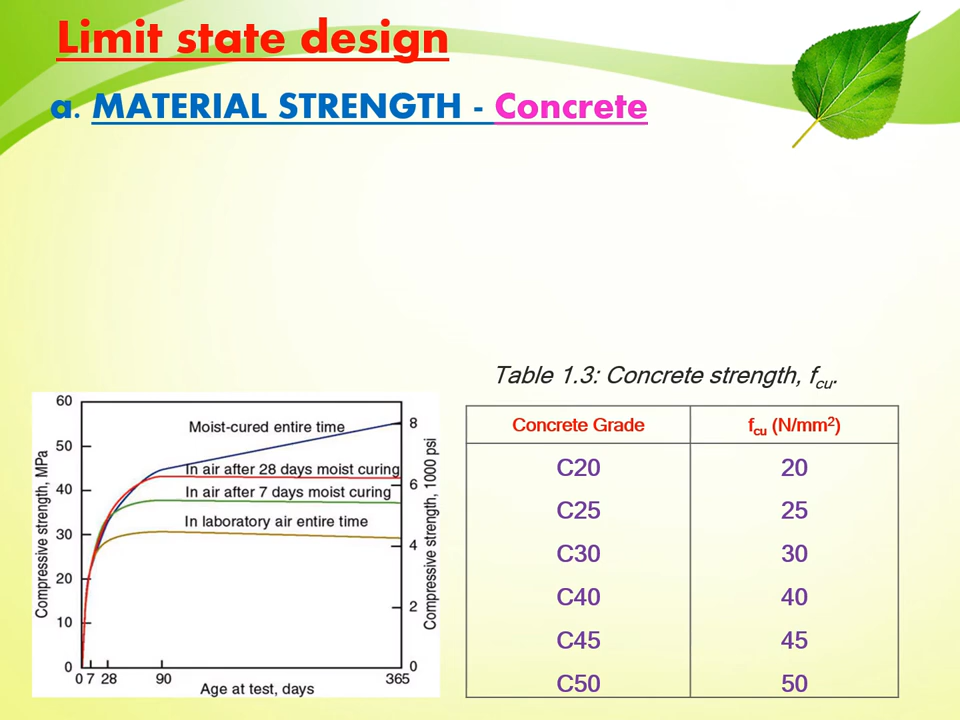 Limit state design
a. MATERIAL STRENGTH - Concrete
Table 1.3: Concrete strength, fcu.
Concrete Grade fcu (N/mm²)
C20 20
C25 25
C30 30
C40 40
C45 45
C50 50
Compressive strength, MPa
60
50
40
30
20
10
0
Moist-cured entire time
In air after 28 days moist curing
In air after 7 days moist curing
In laboratory air entire time
8
6
4
2
0
Compressive strength, 1000 psi
0 7 28 90 365
Age at test, days